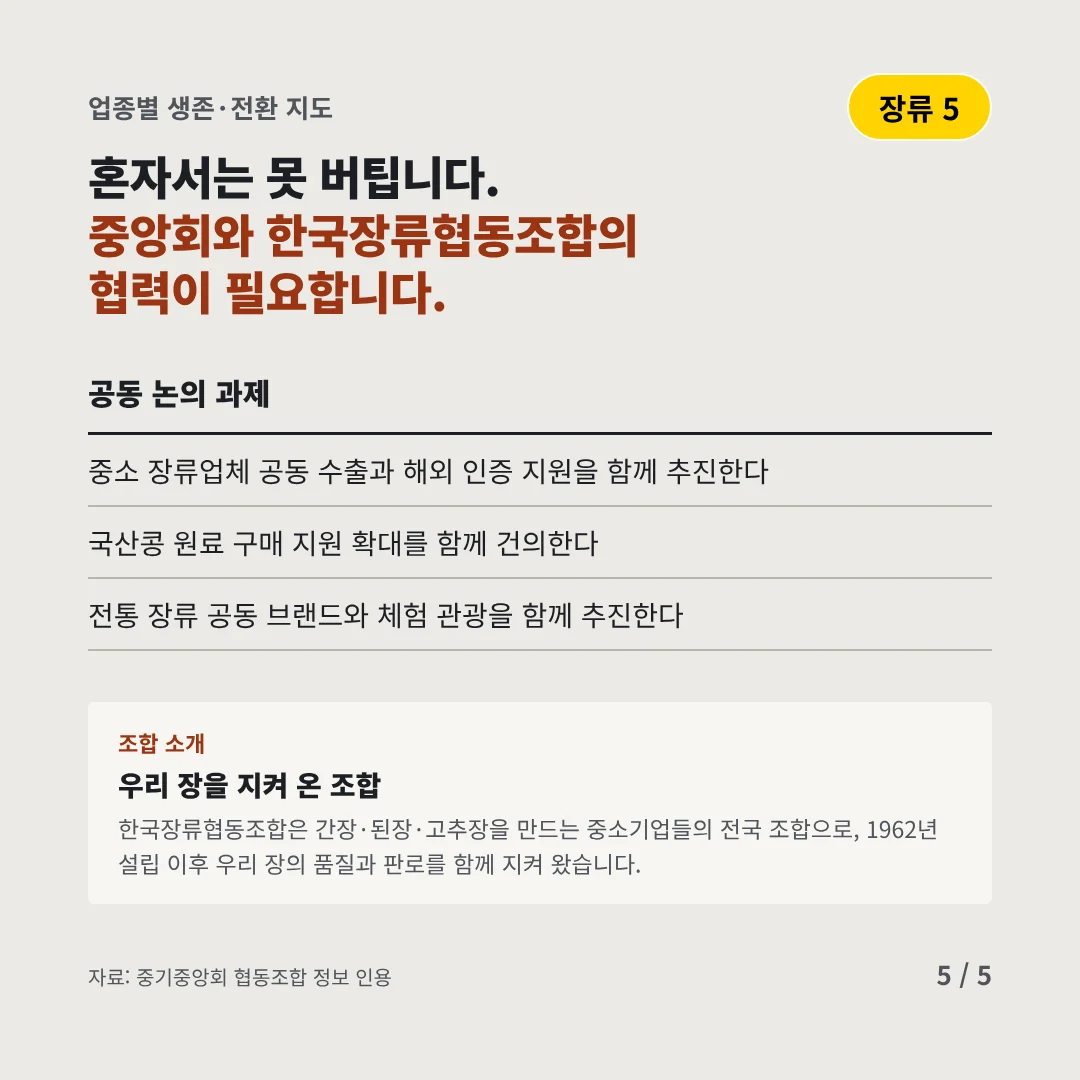 업종별 생존·전환 지도
장류 5
혼자서는 못 버팁니다.
중앙회와 한국장류협동조합의
협력이 필요합니다.
공동 논의 과제
중소 장류업체 공동 수출과 해외 인증 지원을 함께 추진한다
국산콩 원료 구매 지원 확대를 함께 건의한다
전통 장류 공동 브랜드와 체험 관광을 함께 추진한다
조합 소개
우리 장을 지켜 온 조합
한국장류협동조합은 간장·된장·고추장을 만드는 중소기업들의 전국 조합으로, 1962년
설립 이후 우리 장의 품질과 판로를 함께 지켜 왔습니다.
자료: 중기중앙회 협동조합 정보 인용
5 / 5